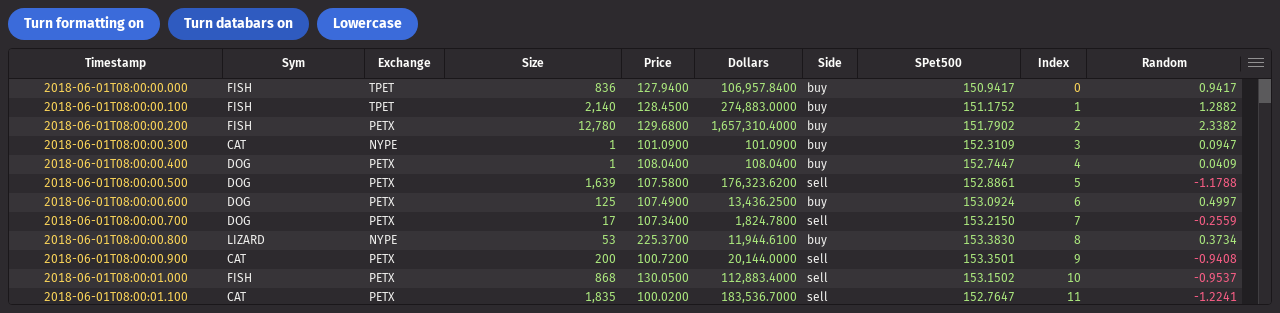 Turn formatting on Turn databars on Lowercase
Timestamp Sym Exchange Size Price Dollars Side SPet500 Index Random
2018-06-01T08:00:00.000 FISH TPET 836 127.9400 106,957.8400 buy 150.9417 0 0.9417
2018-06-01T08:00:00.100 FISH TPET 2,140 128.4500 274,883.0000 buy 151.1752 1 1.2882
2018-06-01T08:00:00.200 FISH PETX 12,780 129.6800 1,657,310.4000 buy 151.7902 2 2.3382
2018-06-01T08:00:00.300 CAT NYPE 1 101.0900 101.0900 buy 152.3109 3 0.0947
2018-06-01T08:00:00.400 DOG PETX 1 108.0400 108.0400 buy 152.7447 4 0.0409
2018-06-01T08:00:00.500 DOG PETX 1,639 107.5800 176,323.6200 sell 152.8861 5 -1.1788
2018-06-01T08:00:00.600 DOG PETX 125 107.4900 13,436.2500 buy 153.0924 6 0.4997
2018-06-01T08:00:00.700 DOG PETX 17 107.3400 1,824.7800 sell 153.2150 7 -0.2559
2018-06-01T08:00:00.800 LIZARD NYPE 53 225.3700 11,944.6100 buy 153.3830 8 0.3734
2018-06-01T08:00:00.900 CAT PETX 200 100.7200 20,144.0000 sell 153.3501 9 -0.9408
2018-06-01T08:00:01.000 FISH PETX 868 130.0500 112,883.4000 sell 153.1502 10 -0.9537
2018-06-01T08:00:01.100 CAT PETX 1,835 100.0200 183,536.7000 sell 152.7647 11 -1.2241